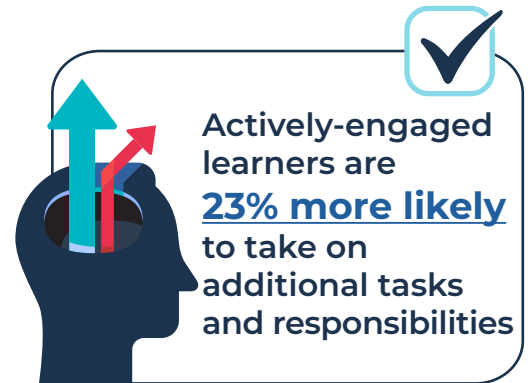 Actively-engaged
learners are
23% more likely
to take on
additional tasks
and responsibilities